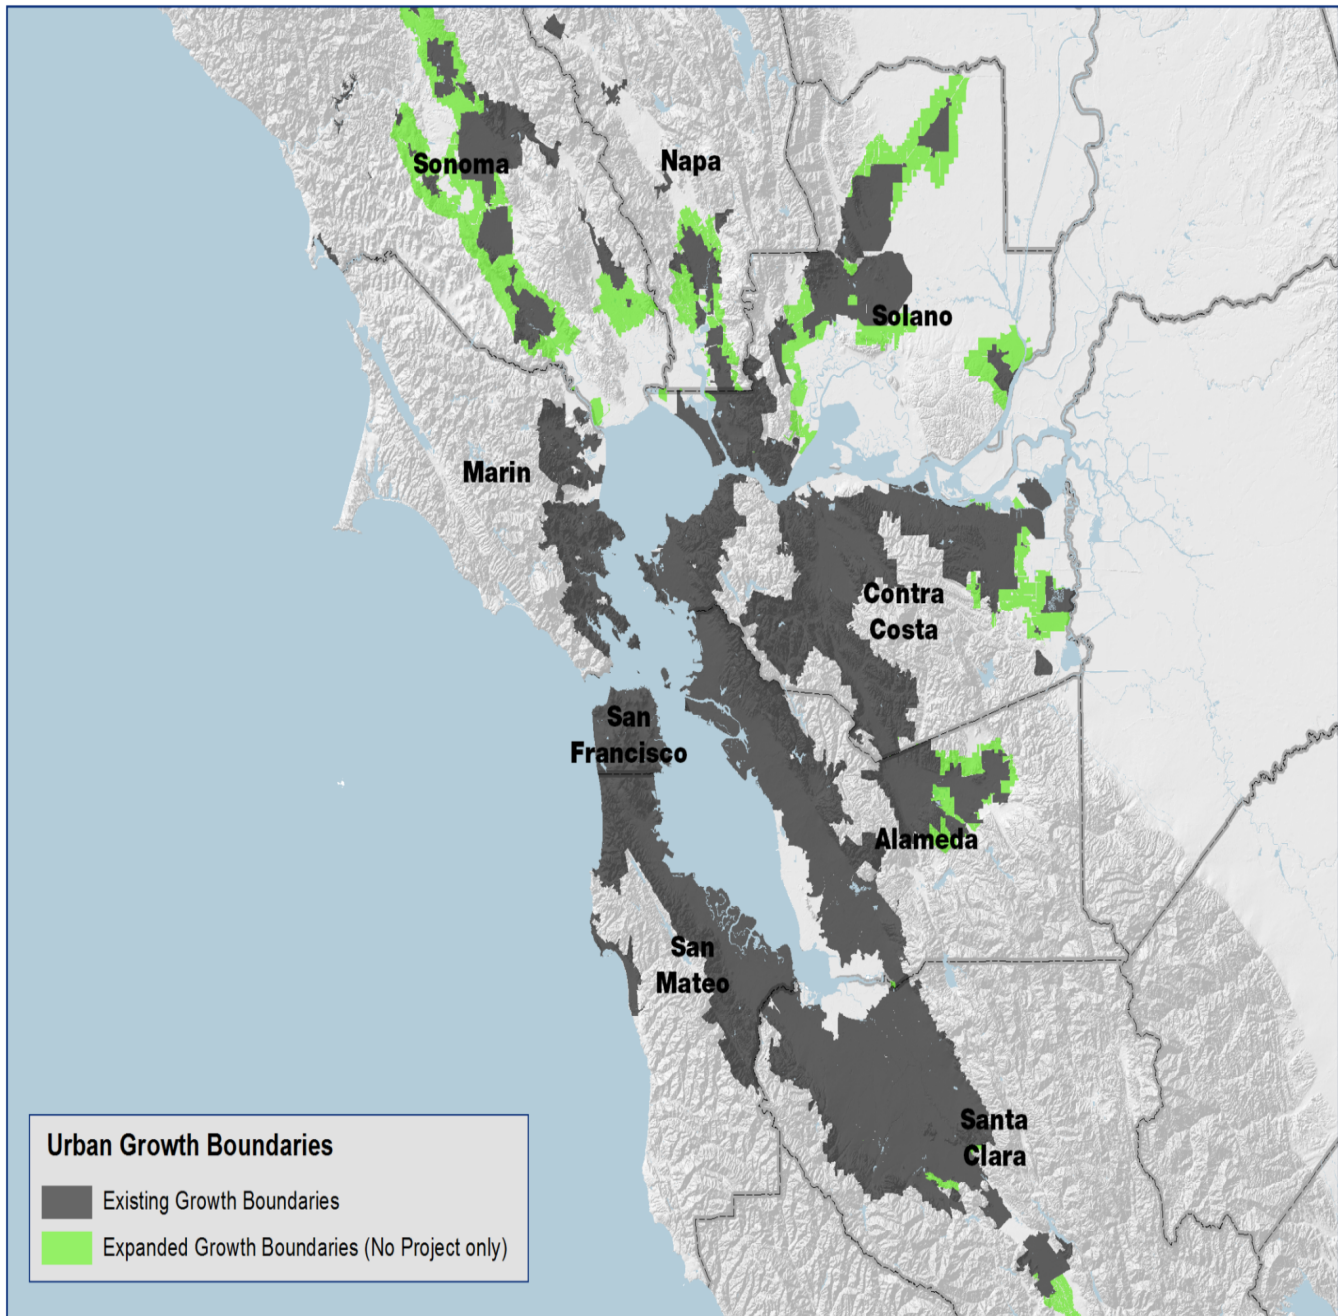 Sonoma
Napa
Solano
Marin
Contra
Costa
San
Francisco
Alameda
San
Mateo
Santa
Clara
Urban Growth Boundaries
Existing Growth Boundaries
Expanded Growth Boundaries (No Project only)